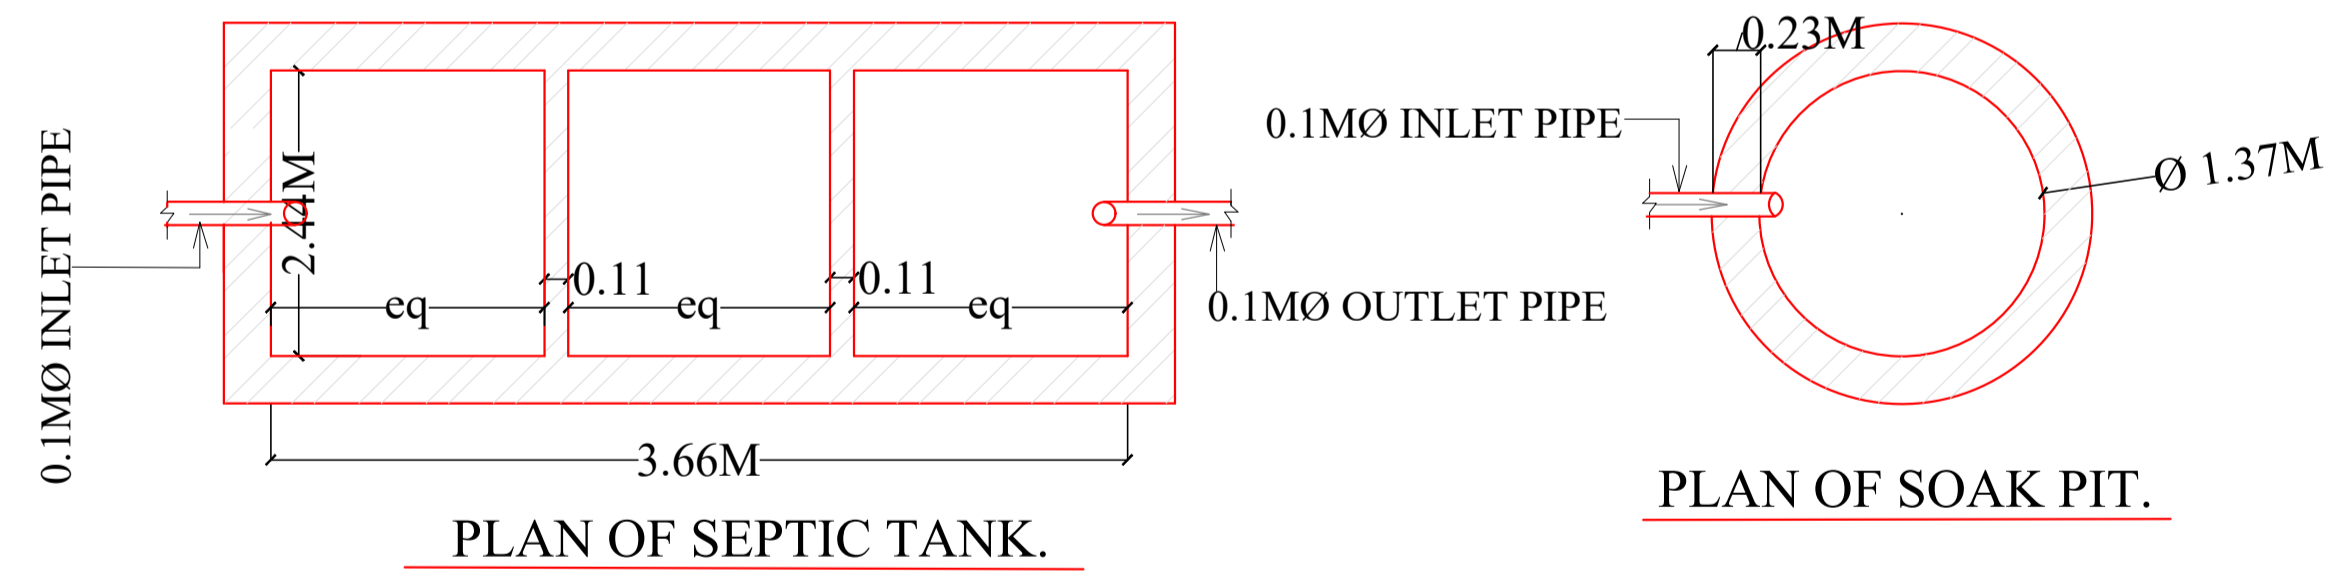 0.1MØ INLET PIPE
2.44M
0.11
0.11
eq
eq
eq
3.66M
0.1MØ OUTLET PIPE
PLAN OF SEPTIC TANK.
0.23M
0.1MØ INLET PIPE
Ø 1.37M
PLAN OF SOAK PIT.